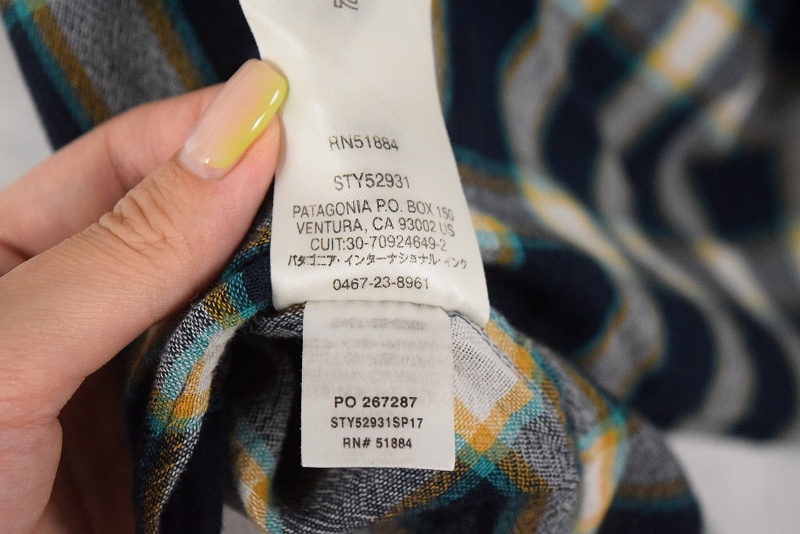 RN51884
STY52931
PATAGONIA P.O. BOX 150
VENTURA, CA 93002 US
CUIT:30-70924649-2
パタゴニア・インターナショナル・インク
0467-23-8961
PO 267287
STY52931SP17
RN# 51884